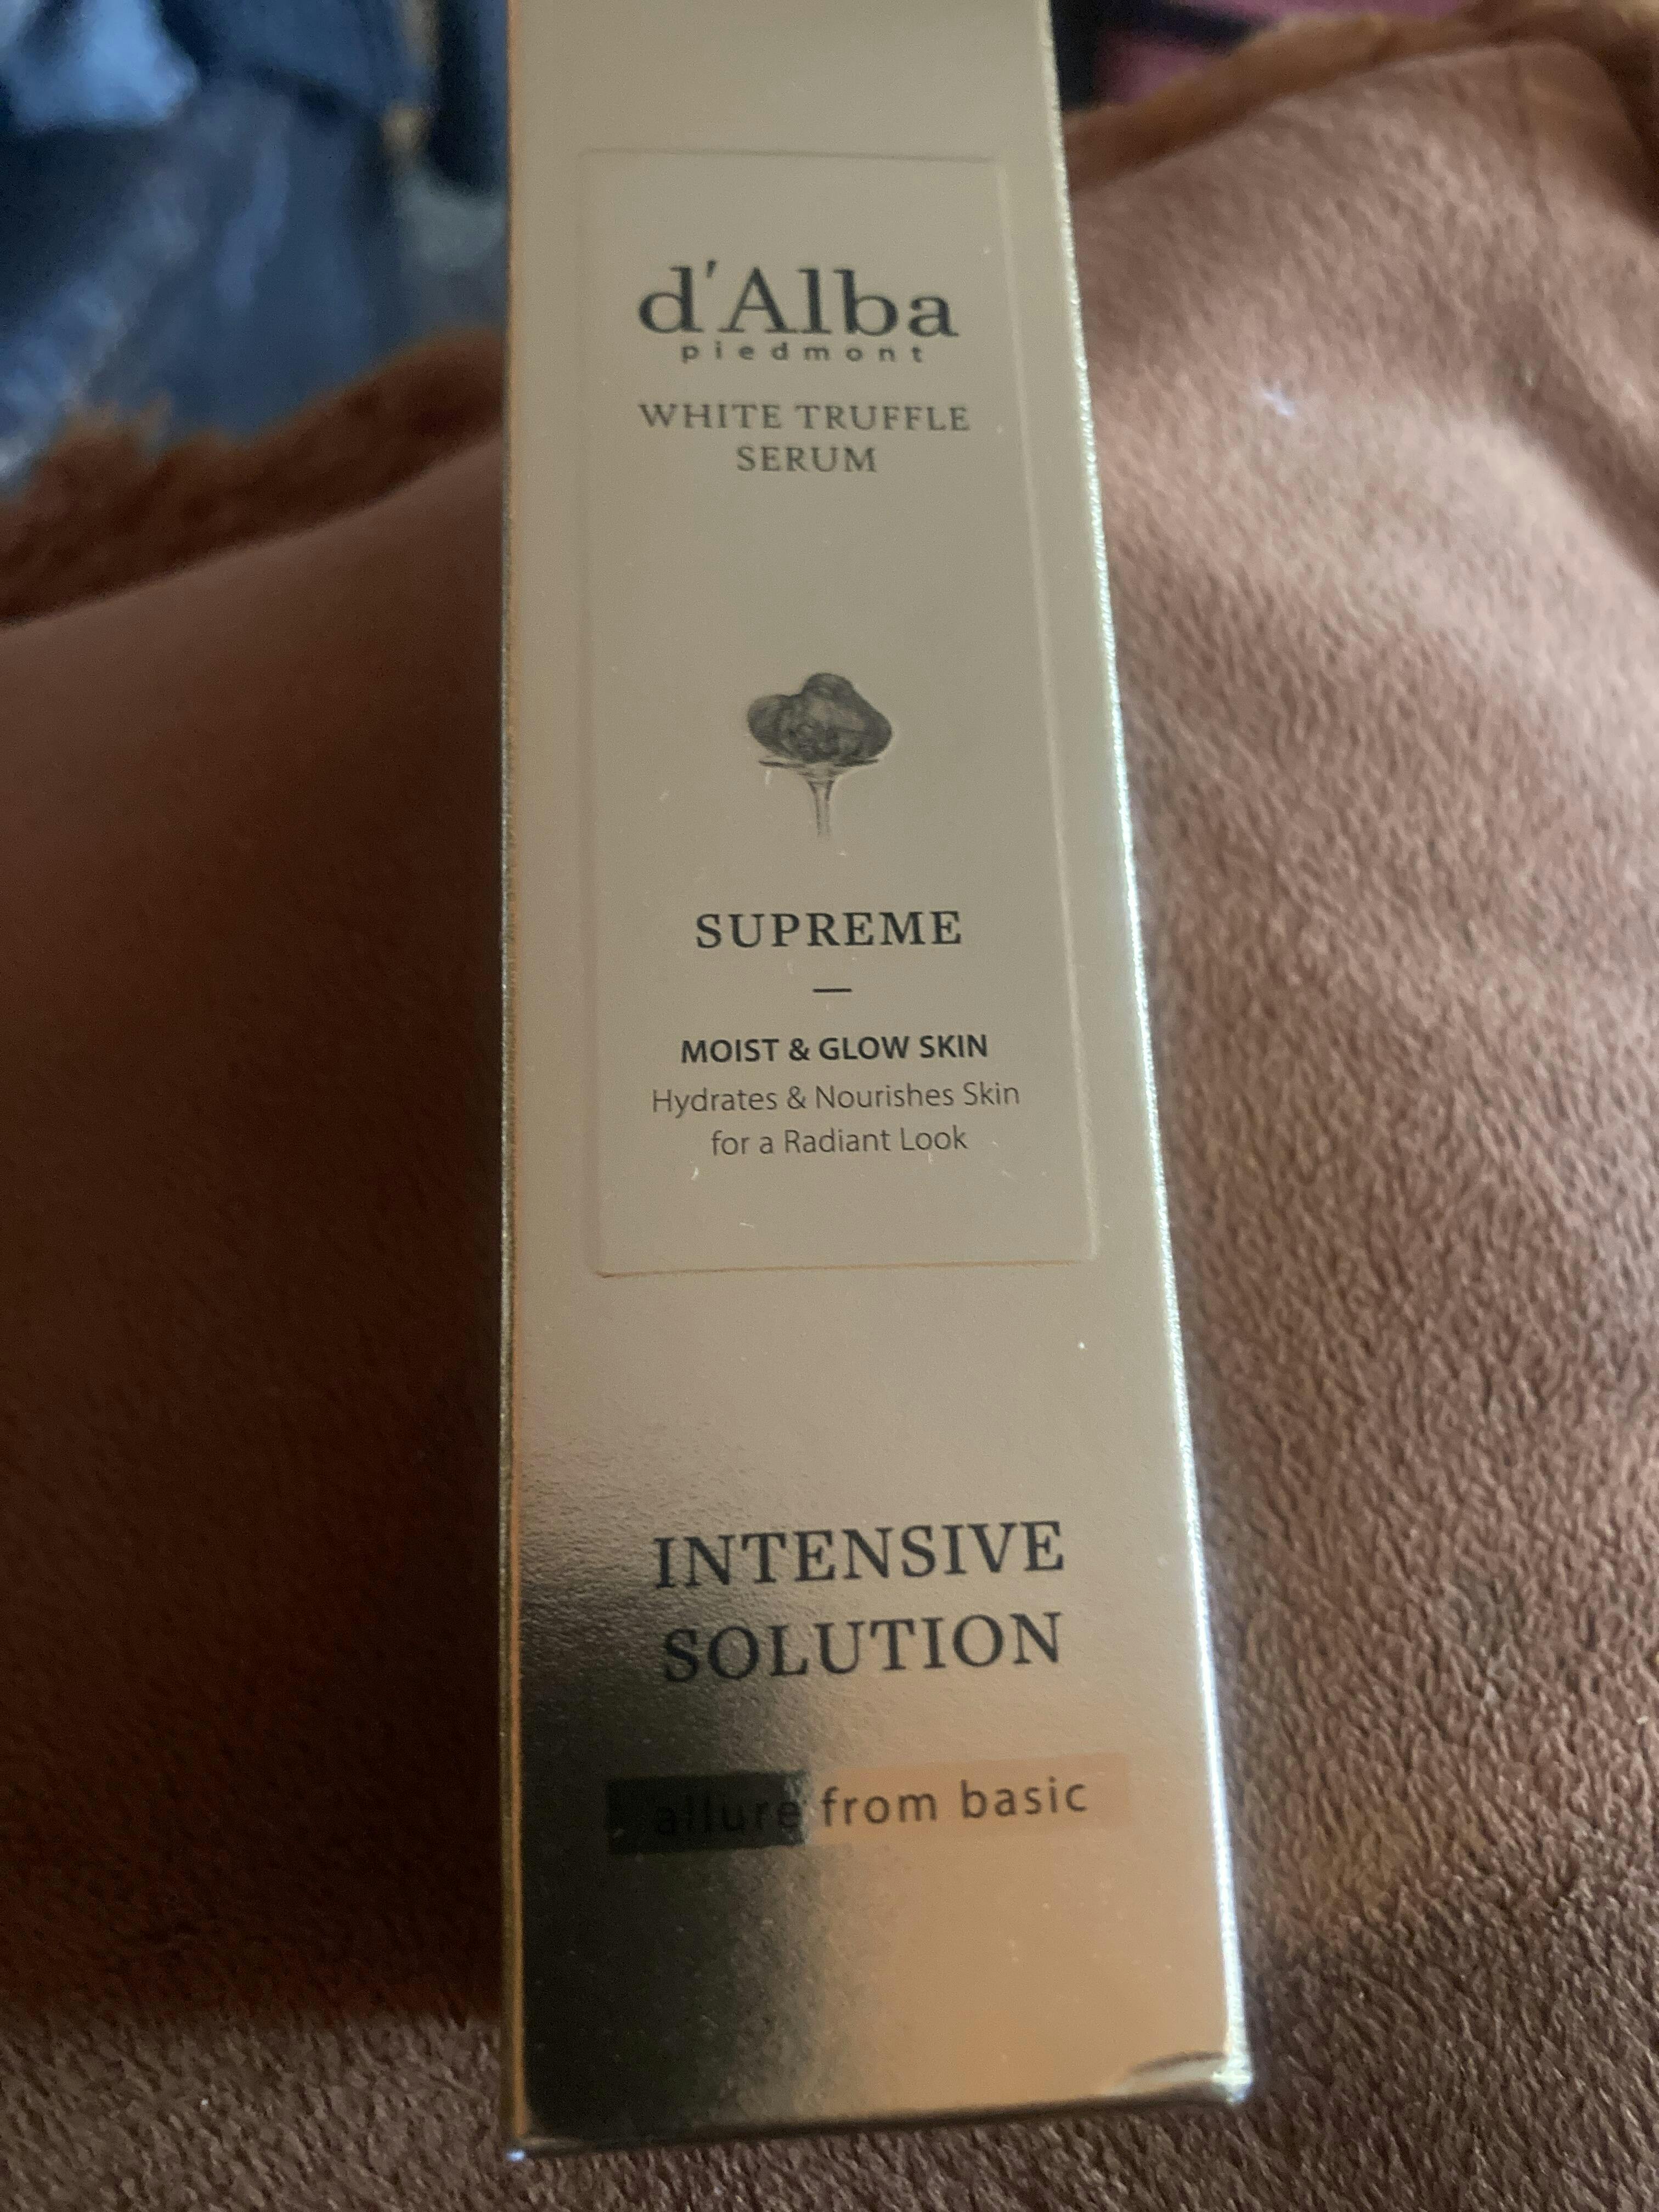 d'Alba
piedmont
WHITE TRUFFLE
SERUM
SUPREME
MOIST & GLOW SKIN
Hydrates & Nourishes Skin
for a Radiant Look
INTENSIVE
SOLUTION
allure from basic